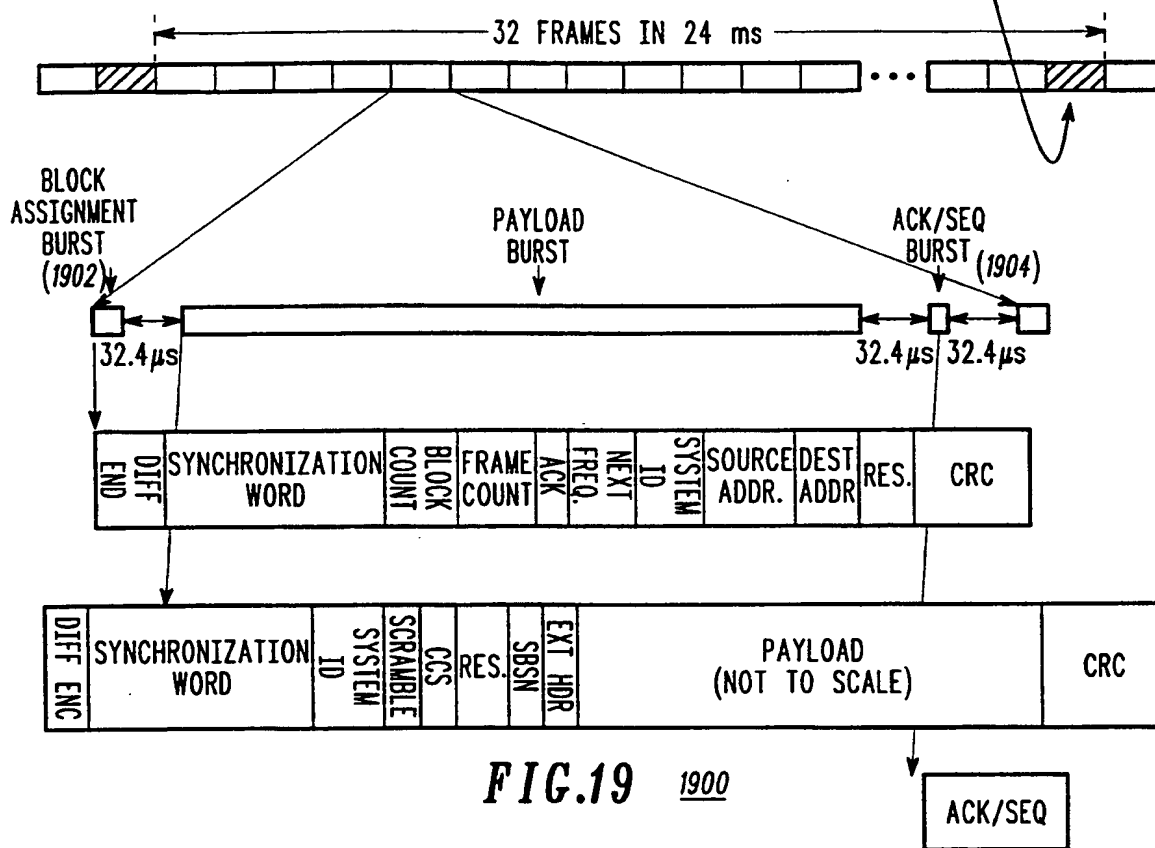 32 FRAMES IN 24 ms
BLOCK
ASSIGNMENT
BURST
(1902)
PAYLOAD
BURST
ACK/SEQ
BURST
(1904)
32.4μs
32.4μs
32.4μs
DIFF
END
SYNCHRONIZATION
WORD
BLOCK
COUNT
FRAME
COUNT
ACK
NEXT
FREQ.
SYSTEM
ID
SOURCE
ADDR.
DEST
ADDR
RES.
CRC
DIFF ENC
SYNCHRONIZATION
WORD
SYSTEM
ID
SCRAMBLE
CCS
RES.
SBSN
EXT HDR
PAYLOAD
(NOT TO SCALE)
CRC
FIG.19 1900
ACK/SEQ